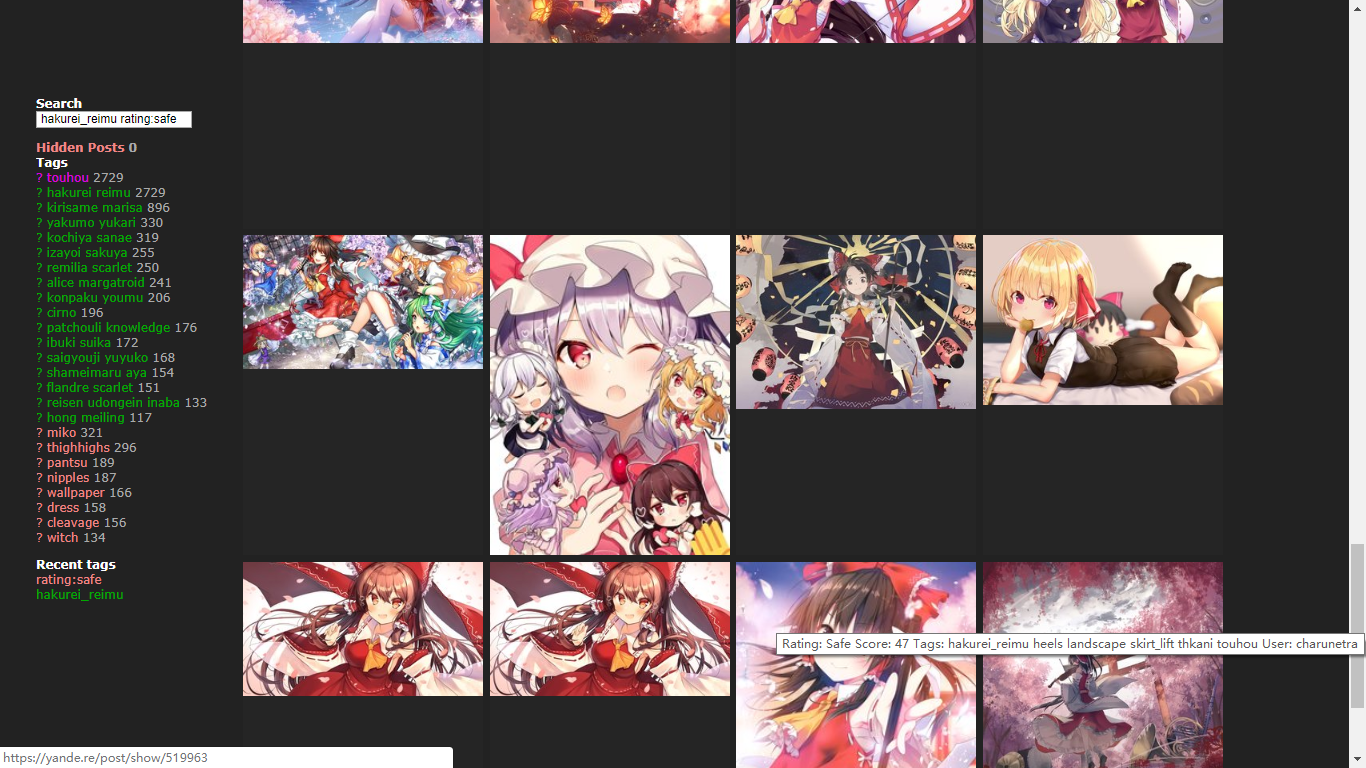 Search
hakurei_reimu rating:safe
Hidden Posts 0
Tags
? touhou 2729
? hakurei reimu 2729
? kirisame marisa 896
? yakumo yukari 330
? kochiya sanae 319
? izayoi sakuya 255
? remilia scarlet 250
? alice margatroid 241
? konpaku youmu 206
? cirno 196
? patchouli knowledge 176
? ibuki suika 172
? saigyouji yuyuko 168
? shameimaru aya 154
? flandre scarlet 151
? reisen udongein inaba 133
? hong meiling 117
? miko 321
? thighhighs 296
? pantsu 189
? nipples 187
? wallpaper 166
? dress 158
? cleavage 156
? witch 134
Recent tags
rating:safe
hakurei_reimu
Rating: Safe Score: 47 Tags: hakurei_reimu heels landscape skirt_lift thkani touhou User: charunetra
https://yande.re/post/show/519963